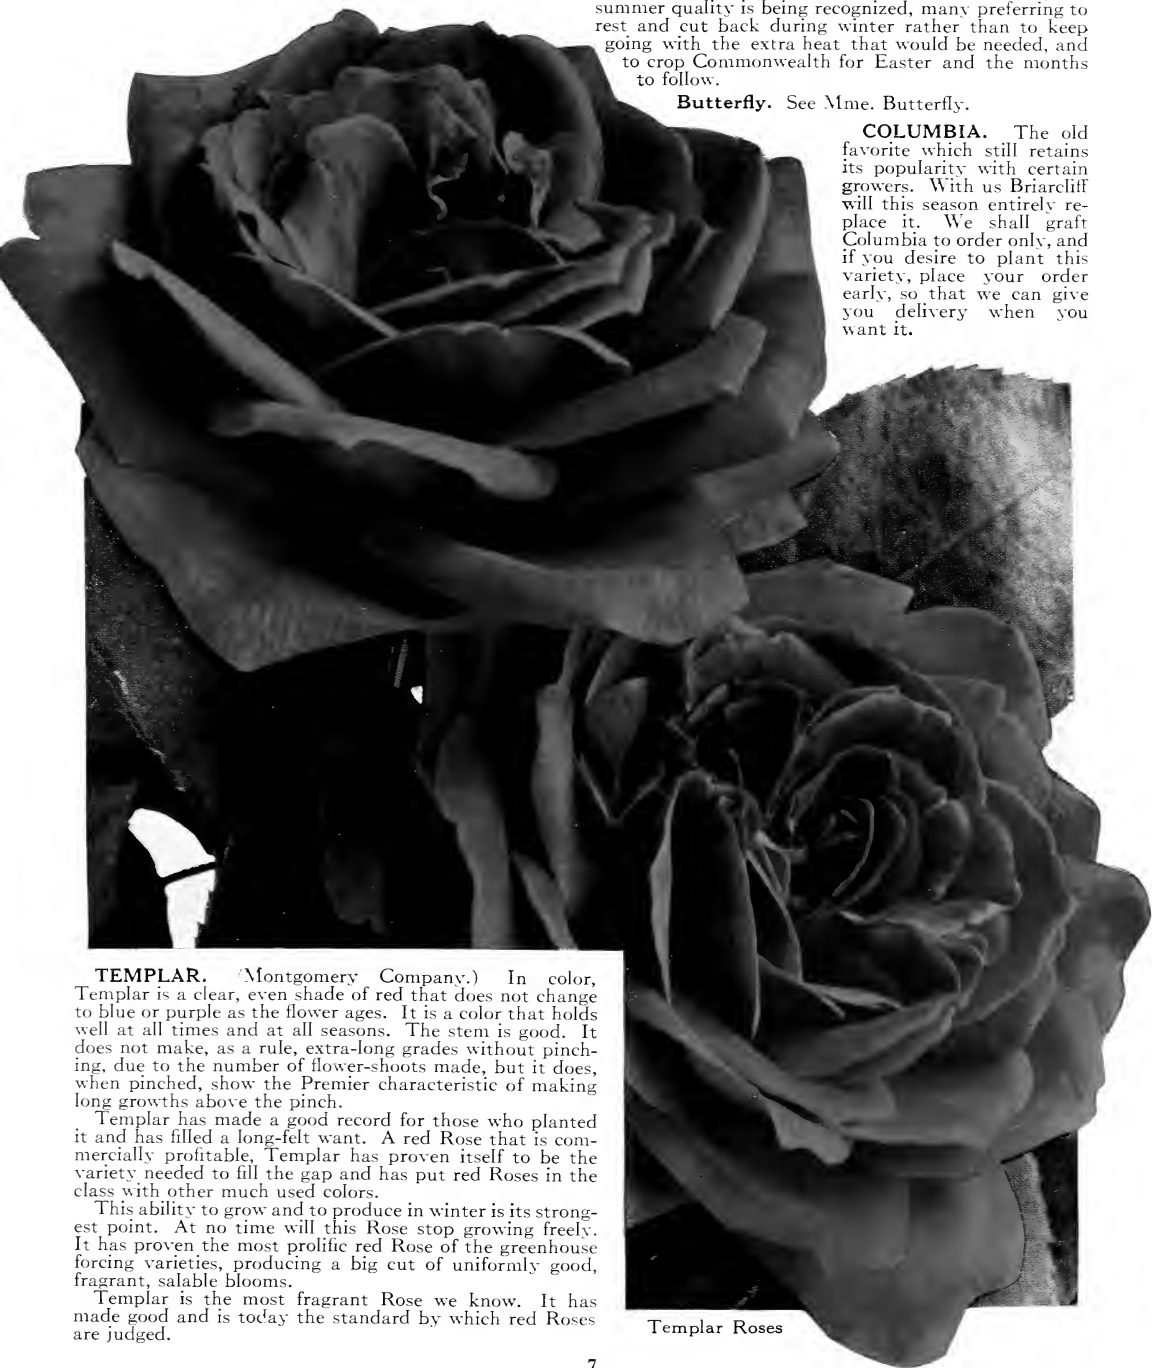 summer quality is being recognized, many preferring to
rest and cut back during winter rather than to keep
going with the extra heat that would be needed, and
to crop Commonwealth for Easter and the months
to follow.
Butterfly. See Mme. Butterfly.
COLUMBIA. The old
favorite which still retains
its popularity with certain
growers. With us Briarcliff
will this season entirely re-
place it. We shall graft
Columbia to order only, and
if you desire to plant this
variety, place your order
early, so that we can give
you delivery when you
want it.
TEMPLAR. (Montgomery Company.) In color,
Templar is a clear, even shade of red that does not change
to blue or purple as the flower ages. It is a color that holds
well at all times and at all seasons. The stem is good. It
does not make, as a rule, extra-long grades without pinch-
ing, due to the number of flower-shoots made, but it does,
when pinched, show the Premier characteristic of making
long growths above the pinch.
Templar has made a good record for those who planted
it and has filled a long-felt want. A red Rose that is com-
mercially profitable, Templar has proven itself to be the
variety needed to fill the gap and has put red Roses in the
class with other much used colors.
This ability to grow and to produce in winter is its strong-
est point. At no time will this Rose stop growing freely.
It has proven the most prolific red Rose of the greenhouse
forcing varieties, producing a big cut of uniformly good,
fragrant, salable blooms.
Templar is the most fragrant Rose we know. It has
made good and is today the standard by which red Roses
are judged.
Templar Roses
7